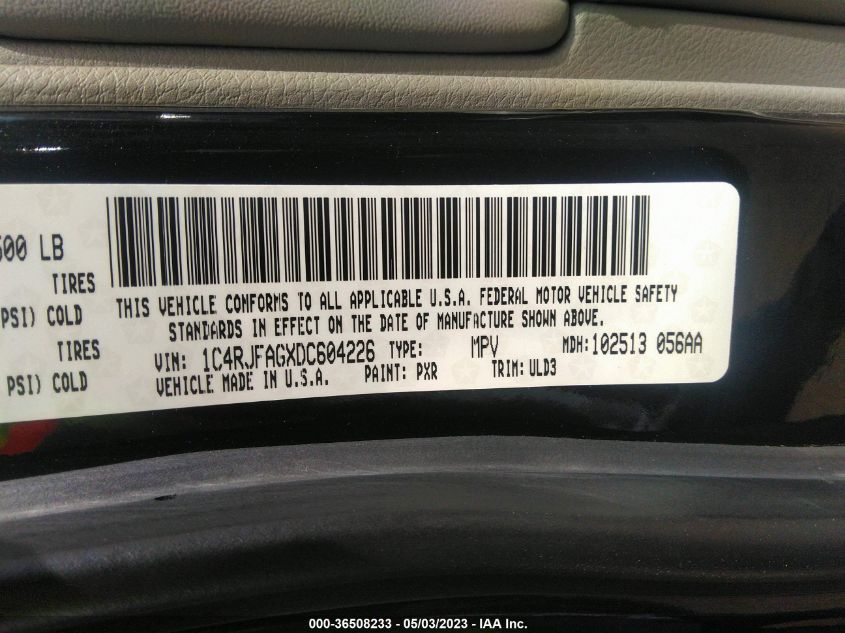 500 LB
TIRES
PSI) COLD
TIRES
PSI) COLD
THIS VEHICLE CONFORMS TO ALL APPLICABLE U.S.A. FEDERAL MOTOR VEHICLE SAFETY
STANDARDS IN EFFECT ON THE DATE OF MANUFACTURE SHOWN ABOVE.
VIN: 1C4RJFAGXDC604226 TYPE: MPV MDH:102513 056AA
VEHICLE MADE IN U.S.A. PAINT: PXR TRIM:ULD3
000-36508233 - 05/03/2023 - IAA Inc.